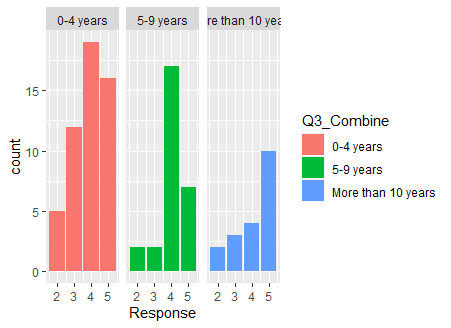 0-4 years 5-9 years re than 10 yea
15
10
5
0
count
2 3 4 5 2 3 4 5 2 3 4 5
Response
Q3_Combine
0-4 years
5-9 years
More than 10 years